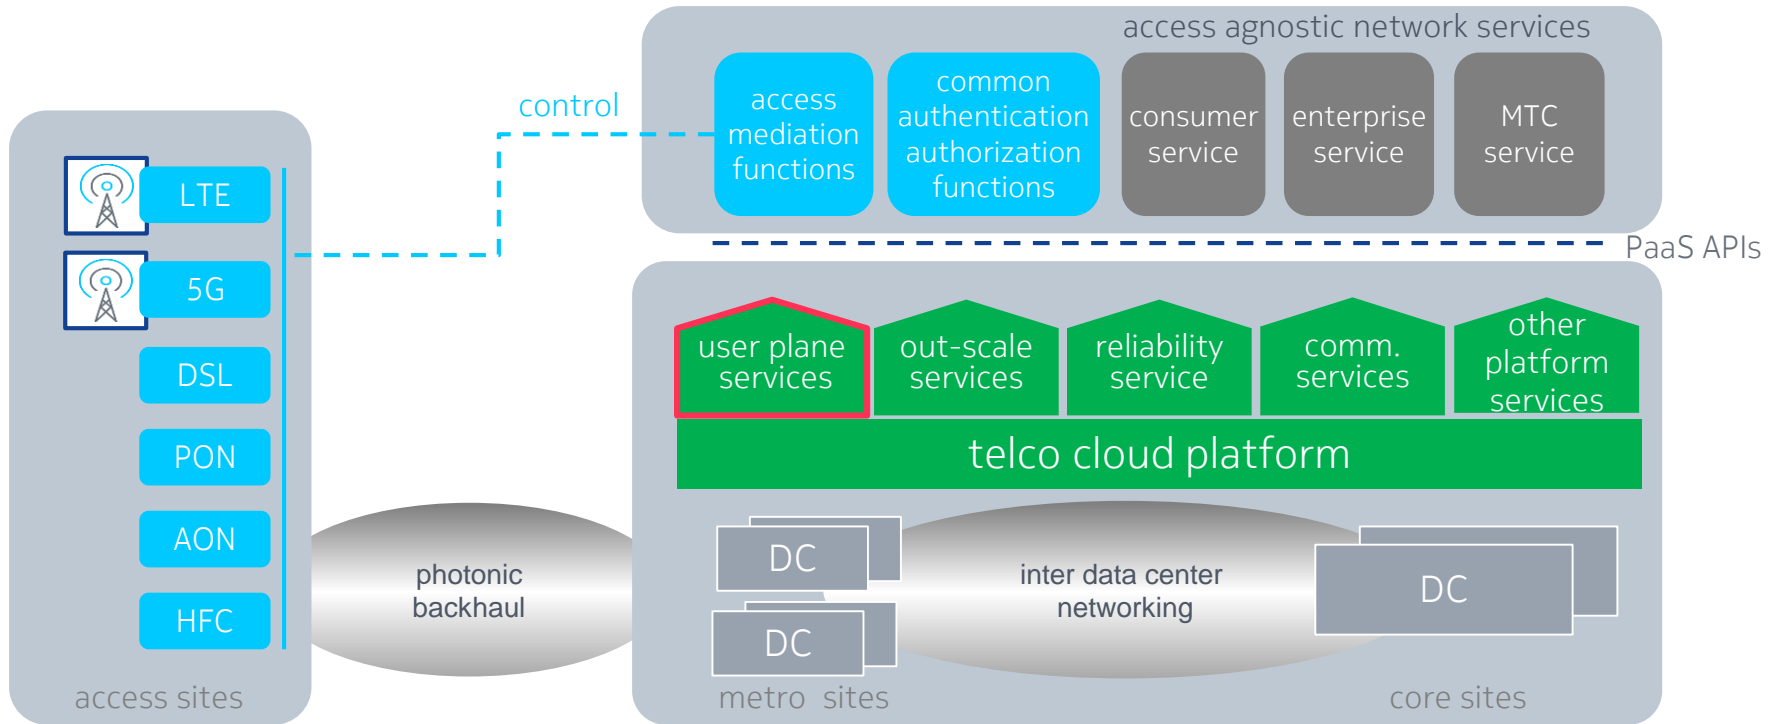 access agnostic network services
control
access
mediation
functions
common
authentication
authorization
functions
consumer
service
enterprise
service
MTC
service
PaaS APIs
LTE
5G
DSL
PON
AON
HFC
access sites
photonic
backhaul
user plane
services
out-scale
services
reliability
service
comm.
services
other
platform
services
telco cloud platform
DC
DC
inter data center
networking
DC
metro sites
core sites